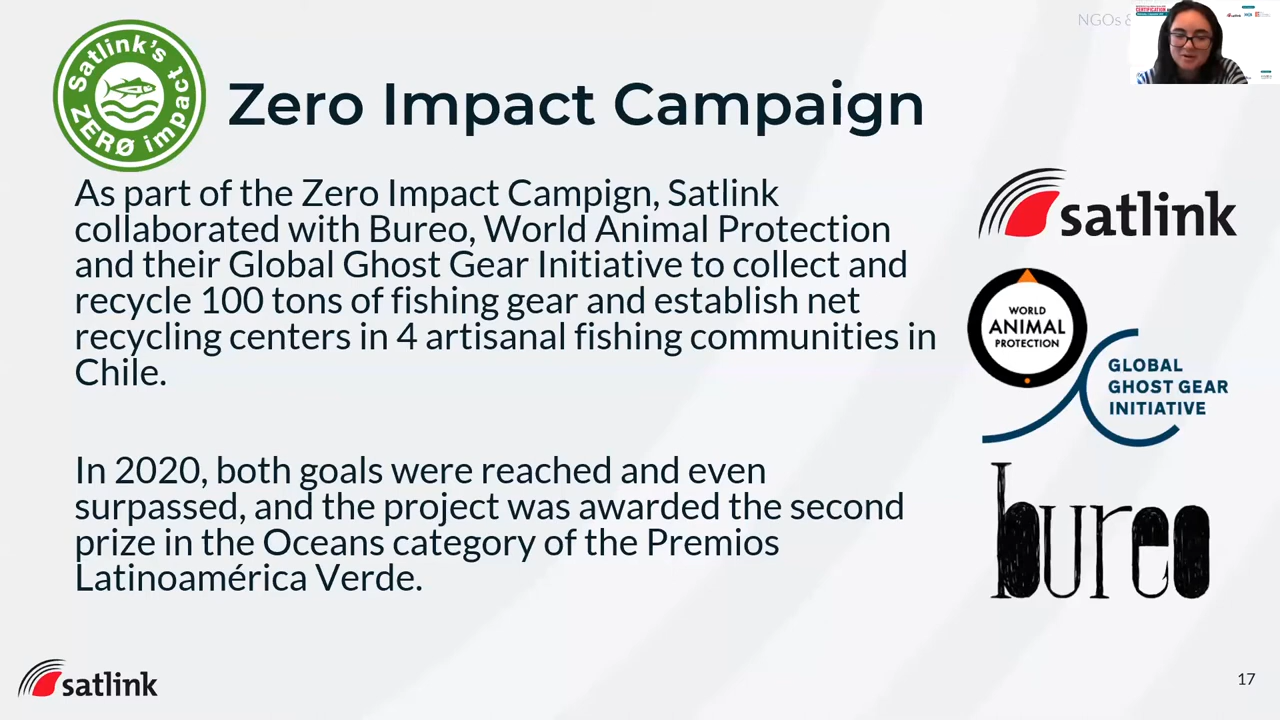 NGOs &
CERTIFICATION
Satlink's
ZERØ impact
Zero Impact Campaign
As part of the Zero Impact Campign, Satlink
collaborated with Bureo, World Animal Protection
and their Global Ghost Gear Initiative to collect and
recycle 100 tons of fishing gear and establish net
recycling centers in 4 artisanal fishing communities in
Chile.
In 2020, both goals were reached and even
surpassed, and the project was awarded the second
prize in the Oceans category of the Premios
Latinoamérica Verde.
satlink
WORLD
ANIMAL
PROTECTION
GLOBAL
GHOST GEAR
INITIATIVE
bureo
satlink
17